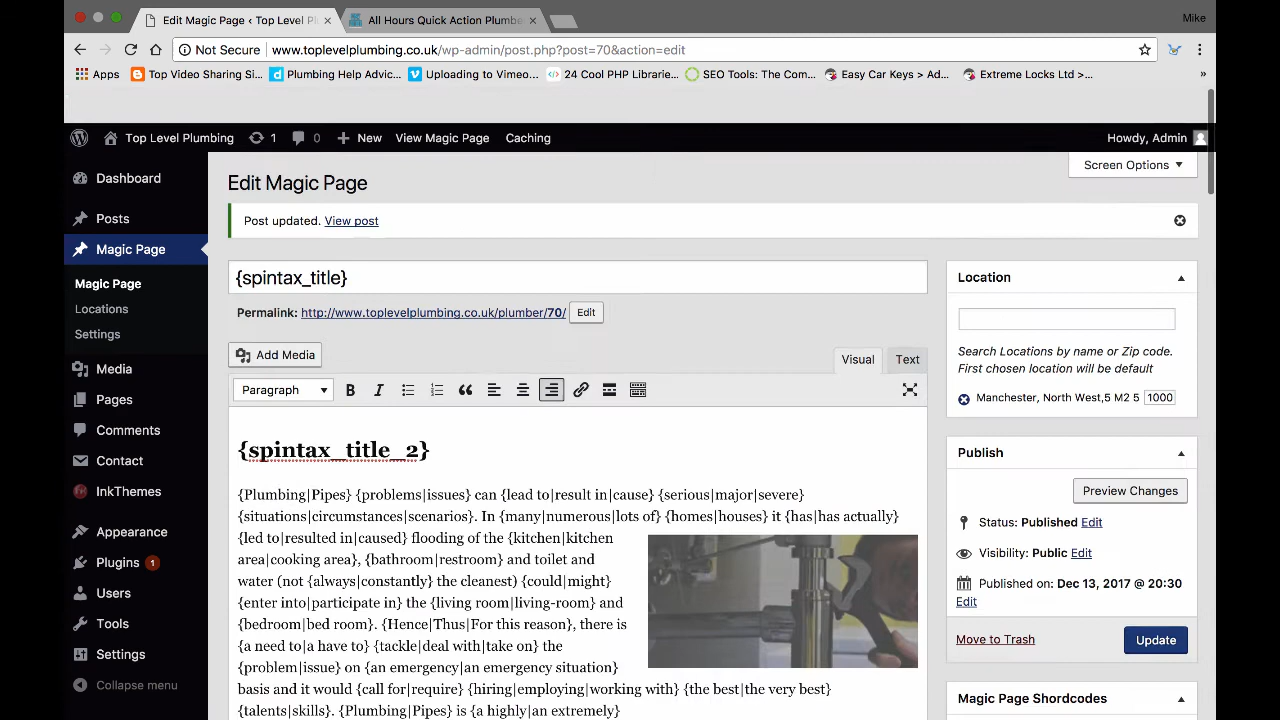 Edit Magic Page ‹ Top Level Pl
All Hours Quick Action Plumbe
Mike
Not Secure
www.toplevelplumbing.co.uk/wp-admin/post.php?post=70&action=edit
Apps
Top Video Sharing Si...
Plumbing Help Advic...
Uploading to Vimeo...
24 Cool PHP Librarie...
SEO Tools: The Com...
Easy Car Keys > Ad...
Extreme Locks Ltd >...
»
Top Level Plumbing
1
0
New
View Magic Page
Caching
Howdy, Admin
Screen Options
Dashboard
Posts
Magic Page
Magic Page
Locations
Settings
Media
Pages
Comments
Contact
InkThemes
Appearance
Plugins 1
Users
Tools
Settings
Collapse menu
Edit Magic Page
Post updated. View post
{spintax_title}
Permalink: http://www.toplevelplumbing.co.uk/plumber/70/ Edit
Add Media
Visual
Text
Paragraph
B
I
{spintax_title_2}
{Plumbing|Pipes} {problems|issues} can {lead to|result in|cause} {serious|major|severe}
{situations|circumstances|scenarios}. In {many|numerous|lots of} {homes|houses} it {has|has actually}
{led to|resulted in|caused} flooding of the {kitchen|kitchen
area|cooking area}, {bathroom|restroom} and toilet and
water (not {always|constantly} the cleanest) {could|might}
{enter into|participate in} the {living room|living-room} and
{bedroom|bed room}. {Hence|Thus|For this reason}, there is
{a need to|a have to} {tackle|deal with|take on} the
{problem|issue} on {an emergency|an emergency situation}
basis and it would {call for|require} {hiring|employing|working with} {the best|the very best}
{talents|skills}. {Plumbing|Pipes} is {a highly|an extremely}
Location
Search Locations by name or Zip code.
First chosen location will be default
Manchester, North West,5 M2 5
1000
Publish
Preview Changes
Status: Published Edit
Visibility: Public Edit
Published on: Dec 13, 2017 @ 20:30
Edit
Move to Trash
Update
Magic Page Shortcodes